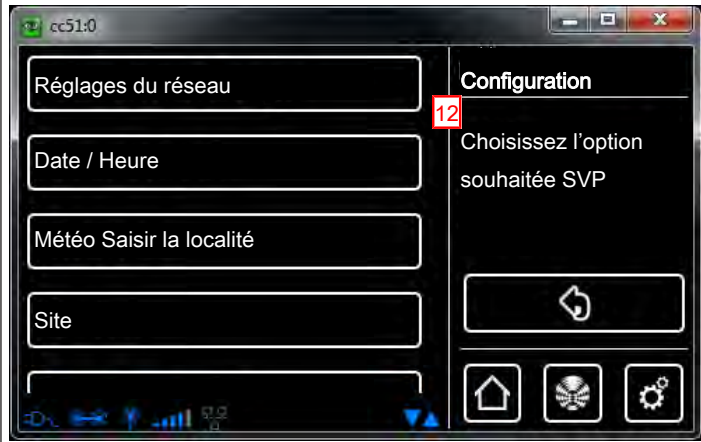 cc51:0
Réglages du réseau
Date / Heure
Météo Saisir la localité
Site
Configuration
12
Choisissez l'option
souhaitée SVP